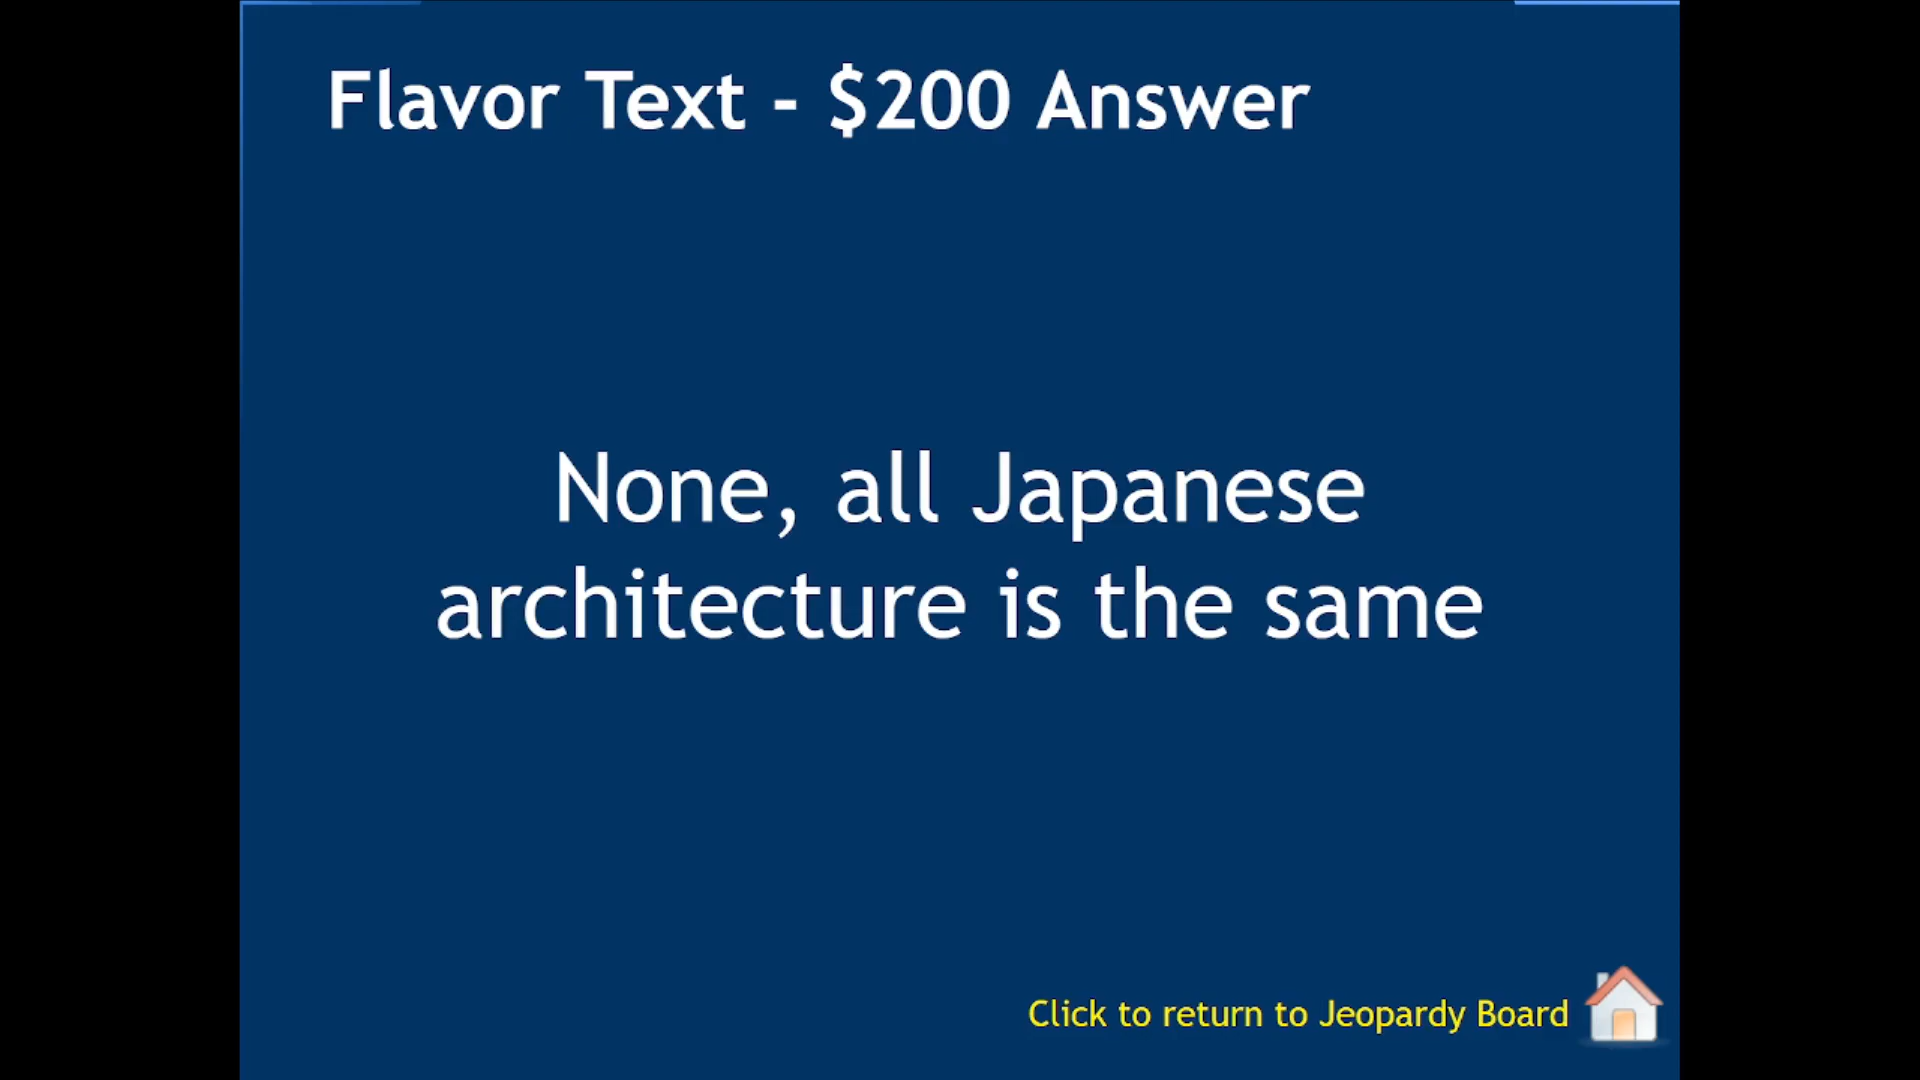 Flavor Text - $200 Answer
None, all Japanese
architecture is the same
Click to return to Jeopardy Board